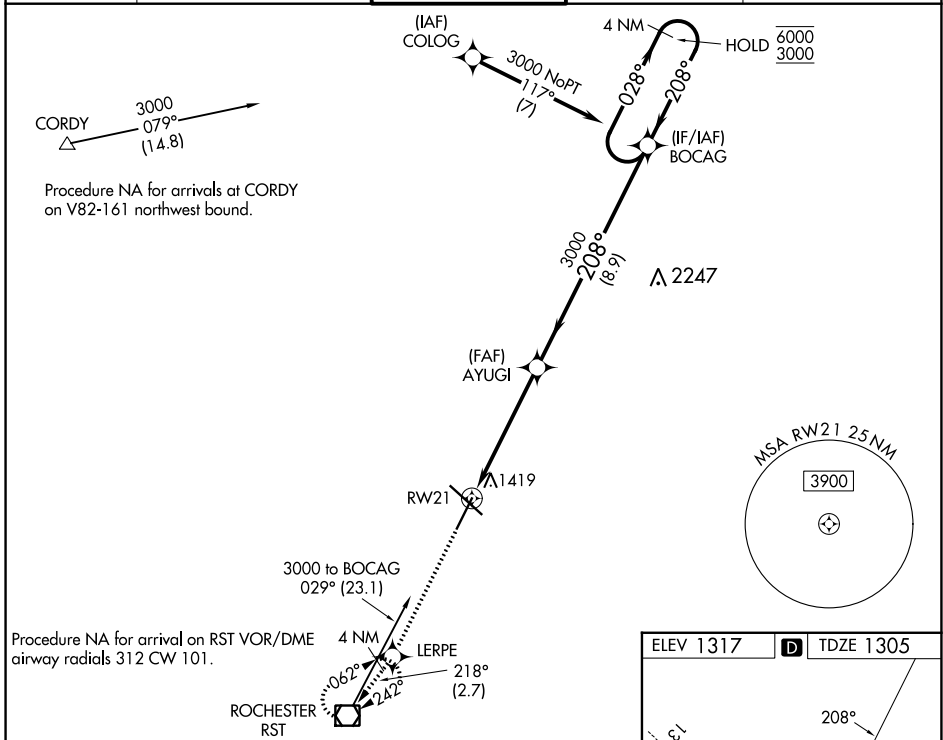 (IAF)
COLOG
3000 NoPT
117°
(7)
4 NM
HOLD
6000
3000
028°
208°
(IF/IAF)
BOCAG
CORDY
3000
079°
(14.8)
Procedure NA for arrivals at CORDY
on V82-161 northwest bound.
3000
208°
(8.9)
2247
(FAF)
AYUGI
MSA RW21 25 NM
3900
RW21
1419
3000 to BOCAG
029° (23.1)
Procedure NA for arrival on RST VOR/DME
airway radials 312 CW 101.
4 NM
LERPE
062°
242°
218°
(2.7)
ROCHESTER
RST
ELEV 1317
D
TDZE 1305
208°
13